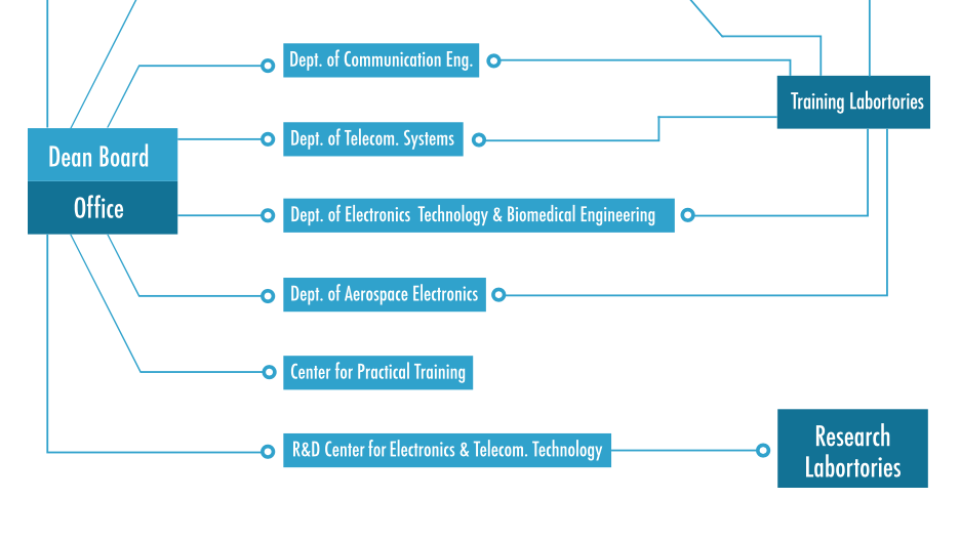 Dept. of Communication Eng.
Training Labortories
Dept. of Telecom. Systems
Dean Board
Office
Dept. of Electronics Technology & Biomedical Engineering
Dept. of Aerospace Electronics
Center for Practical Training
R&D Center for Electronics & Telecom. Technology
Research
Labortories